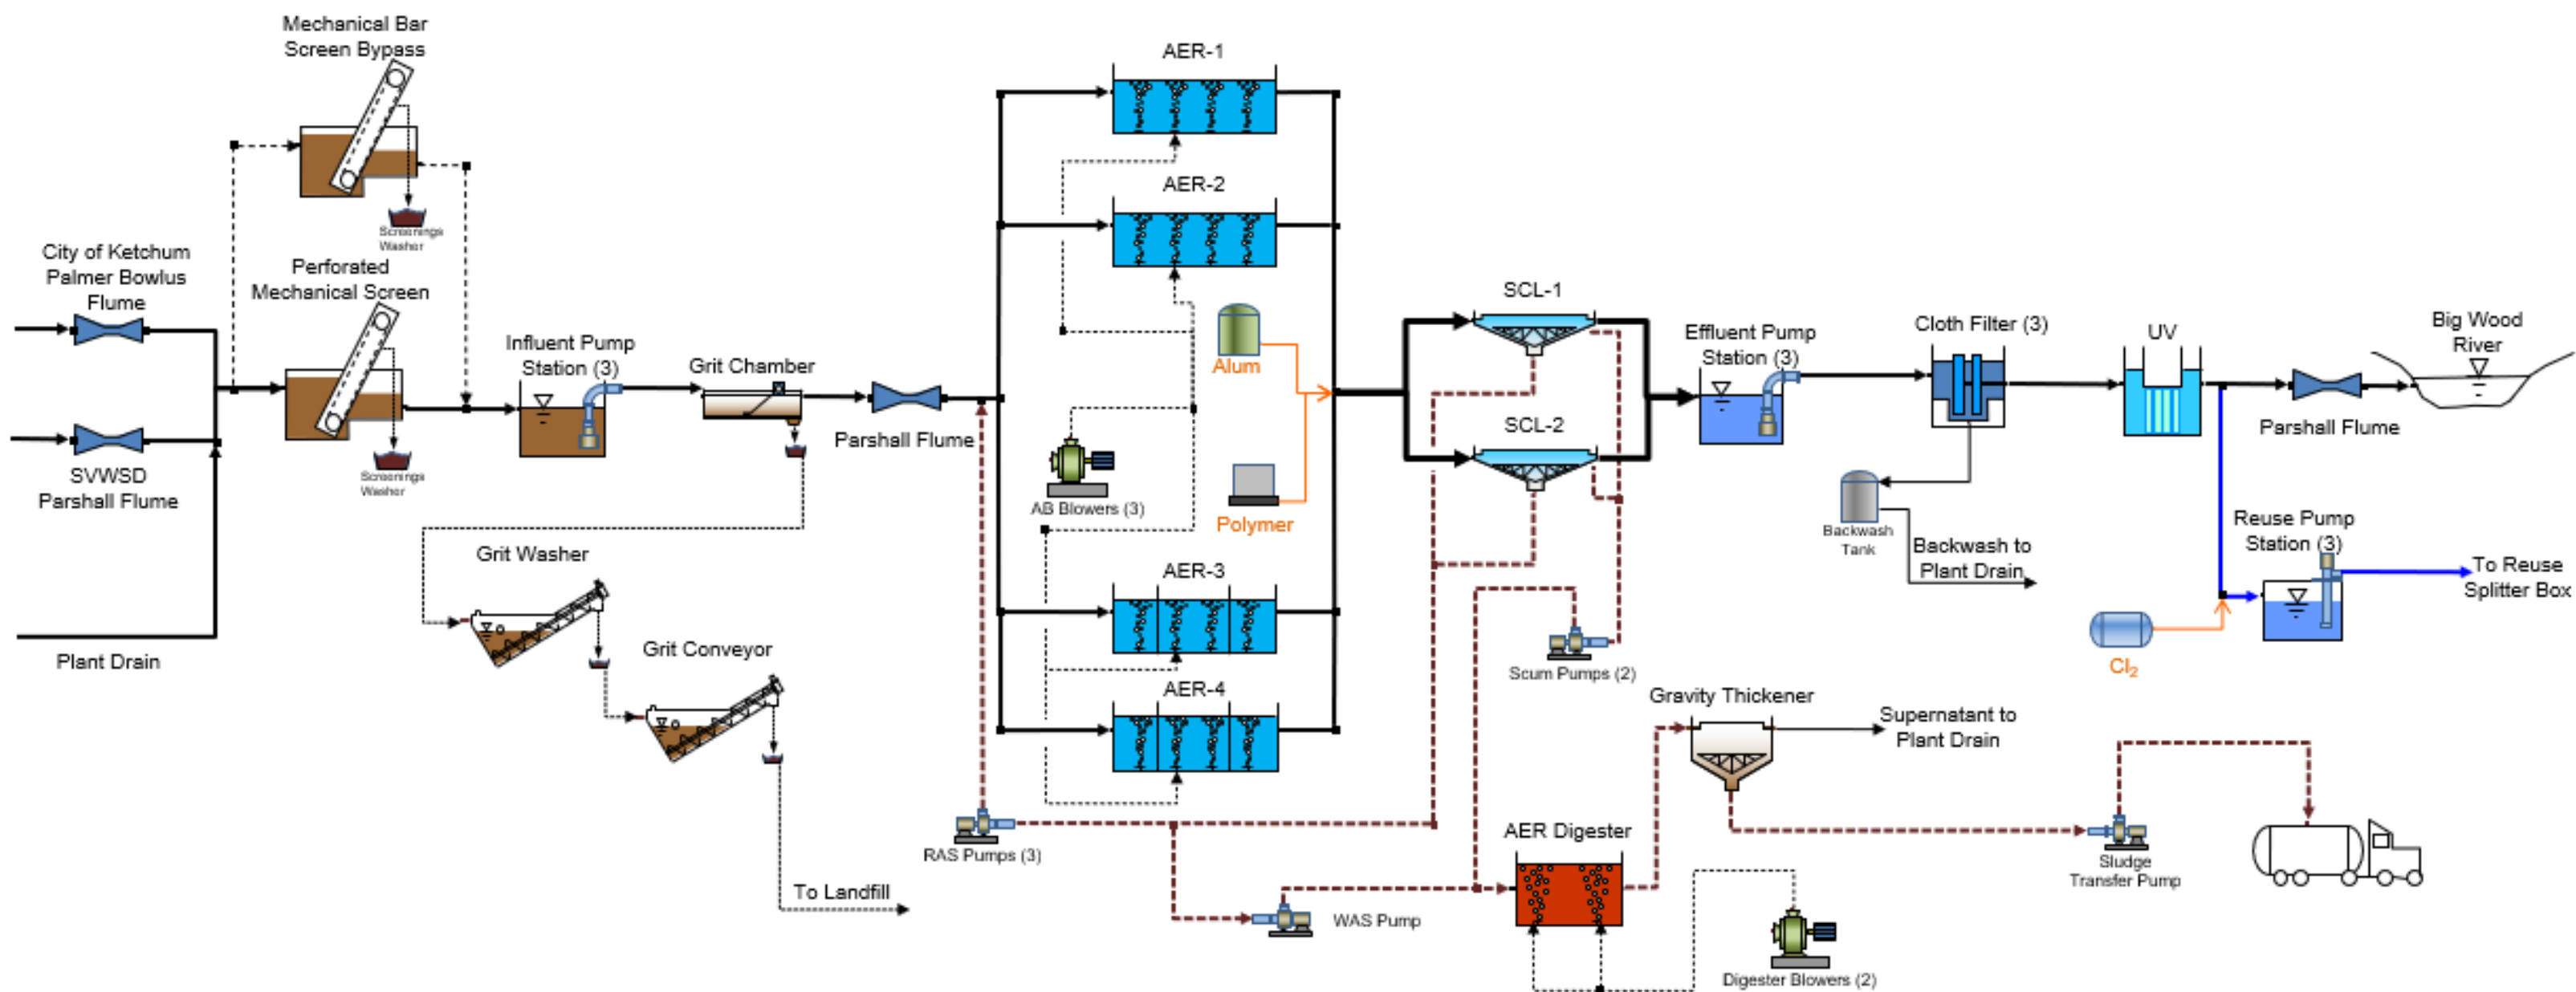 Mechanical Bar
Screen Bypass
Screenings
Washer
City of Ketchum
Palmer Bowlus
Flume
Perforated
Mechanical Screen
Screenings
Washer
SVWSD
Parshall Flume
Plant Drain
Influent Pump
Station (3)
Grit Chamber
Parshall Flume
Grit Washer
Grit Conveyor
To Landfill
AER-1
AER-2
Alum
AB Blowers (3)
Polymer
AER-3
AER-4
RAS Pumps (3)
WAS Pump
SCL-1
SCL-2
Scum Pumps (2)
AER Digester
Digester Blowers (2)
Gravity Thickener
Supernatant to
Plant Drain
Sludge
Transfer Pump
Effluent Pump
Station (3)
Cloth Filter (3)
Backwash
Tank
Backwash to
Plant Drain
UV
Parshall Flume
Big Wood
River
Reuse Pump
Station (3)
To Reuse
Splitter Box
Cl₂